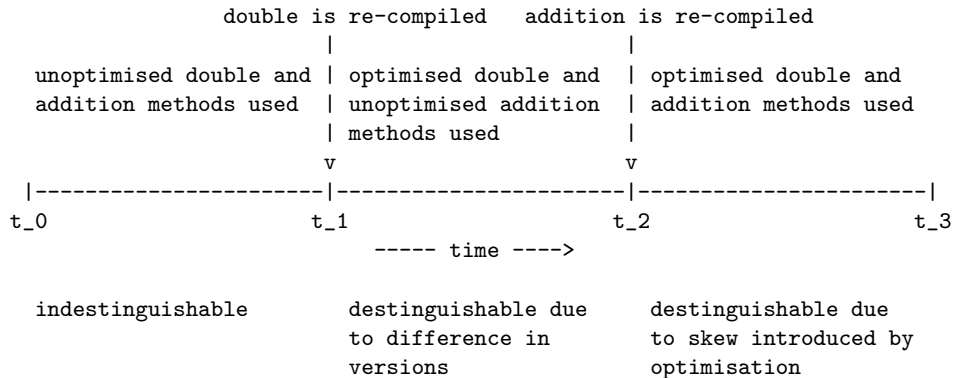 double is re-compiled   addition is re-compiled
|                       |
unoptimised double and | optimised double and  | optimised double and
addition methods used  | unoptimised addition  | addition methods used
| methods used          |
v                       v
|-----------------------|-----------------------|-----------------------|
t_0                     t_1                     t_2                     t_3
----- time ---->
indestinguishable        destinguishable due     destinguishable due
to difference in        to skew introduced by
versions                optimisation